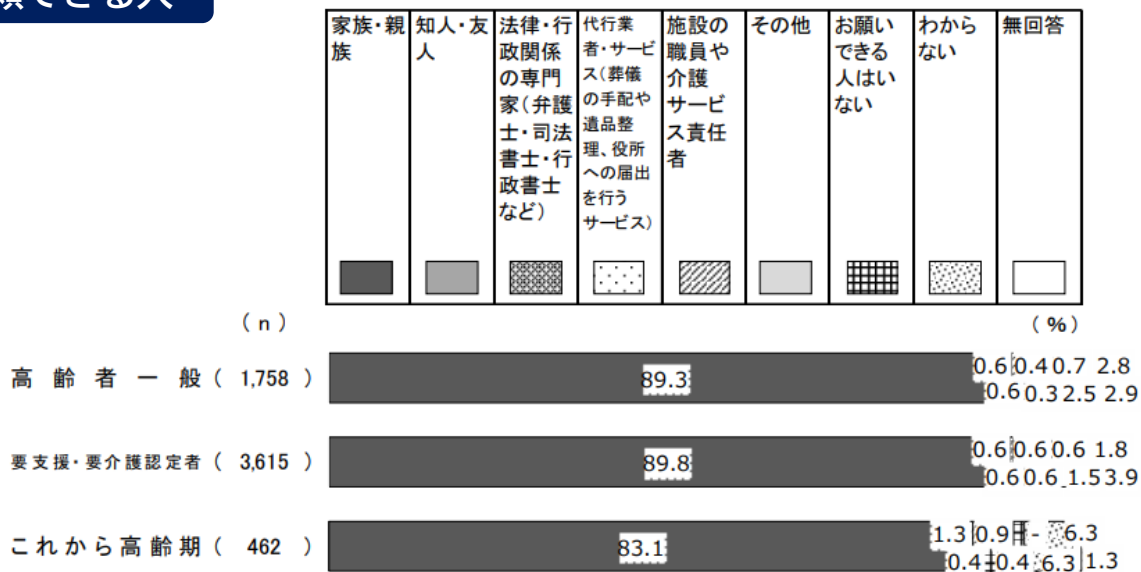 頼できる人
家族・親族
知人・友人
法律・行政関係の専門家（弁護士・司法書士・行政書士など）
代行業者・サービス（葬儀の手配や遺品整理、役所への届出を行うサービス）
施設の職員や介護サービス責任者
その他
お願いできる人はいない
わからない
無回答
（ｎ） （％）
高齢者一般（ 1,758 ） 89.3 0.6 0.4 0.7 2.8
0.6 0.3 2.5 2.9
要支援・要介護認定者（ 3,615 ） 89.8 0.6 0.6 0.6 1.8
0.6 0.6 1.5 3.9
これから高齢期（ 462 ） 83.1 1.3 0.9 - 6.3
0.4 0.4 6.3 1.3